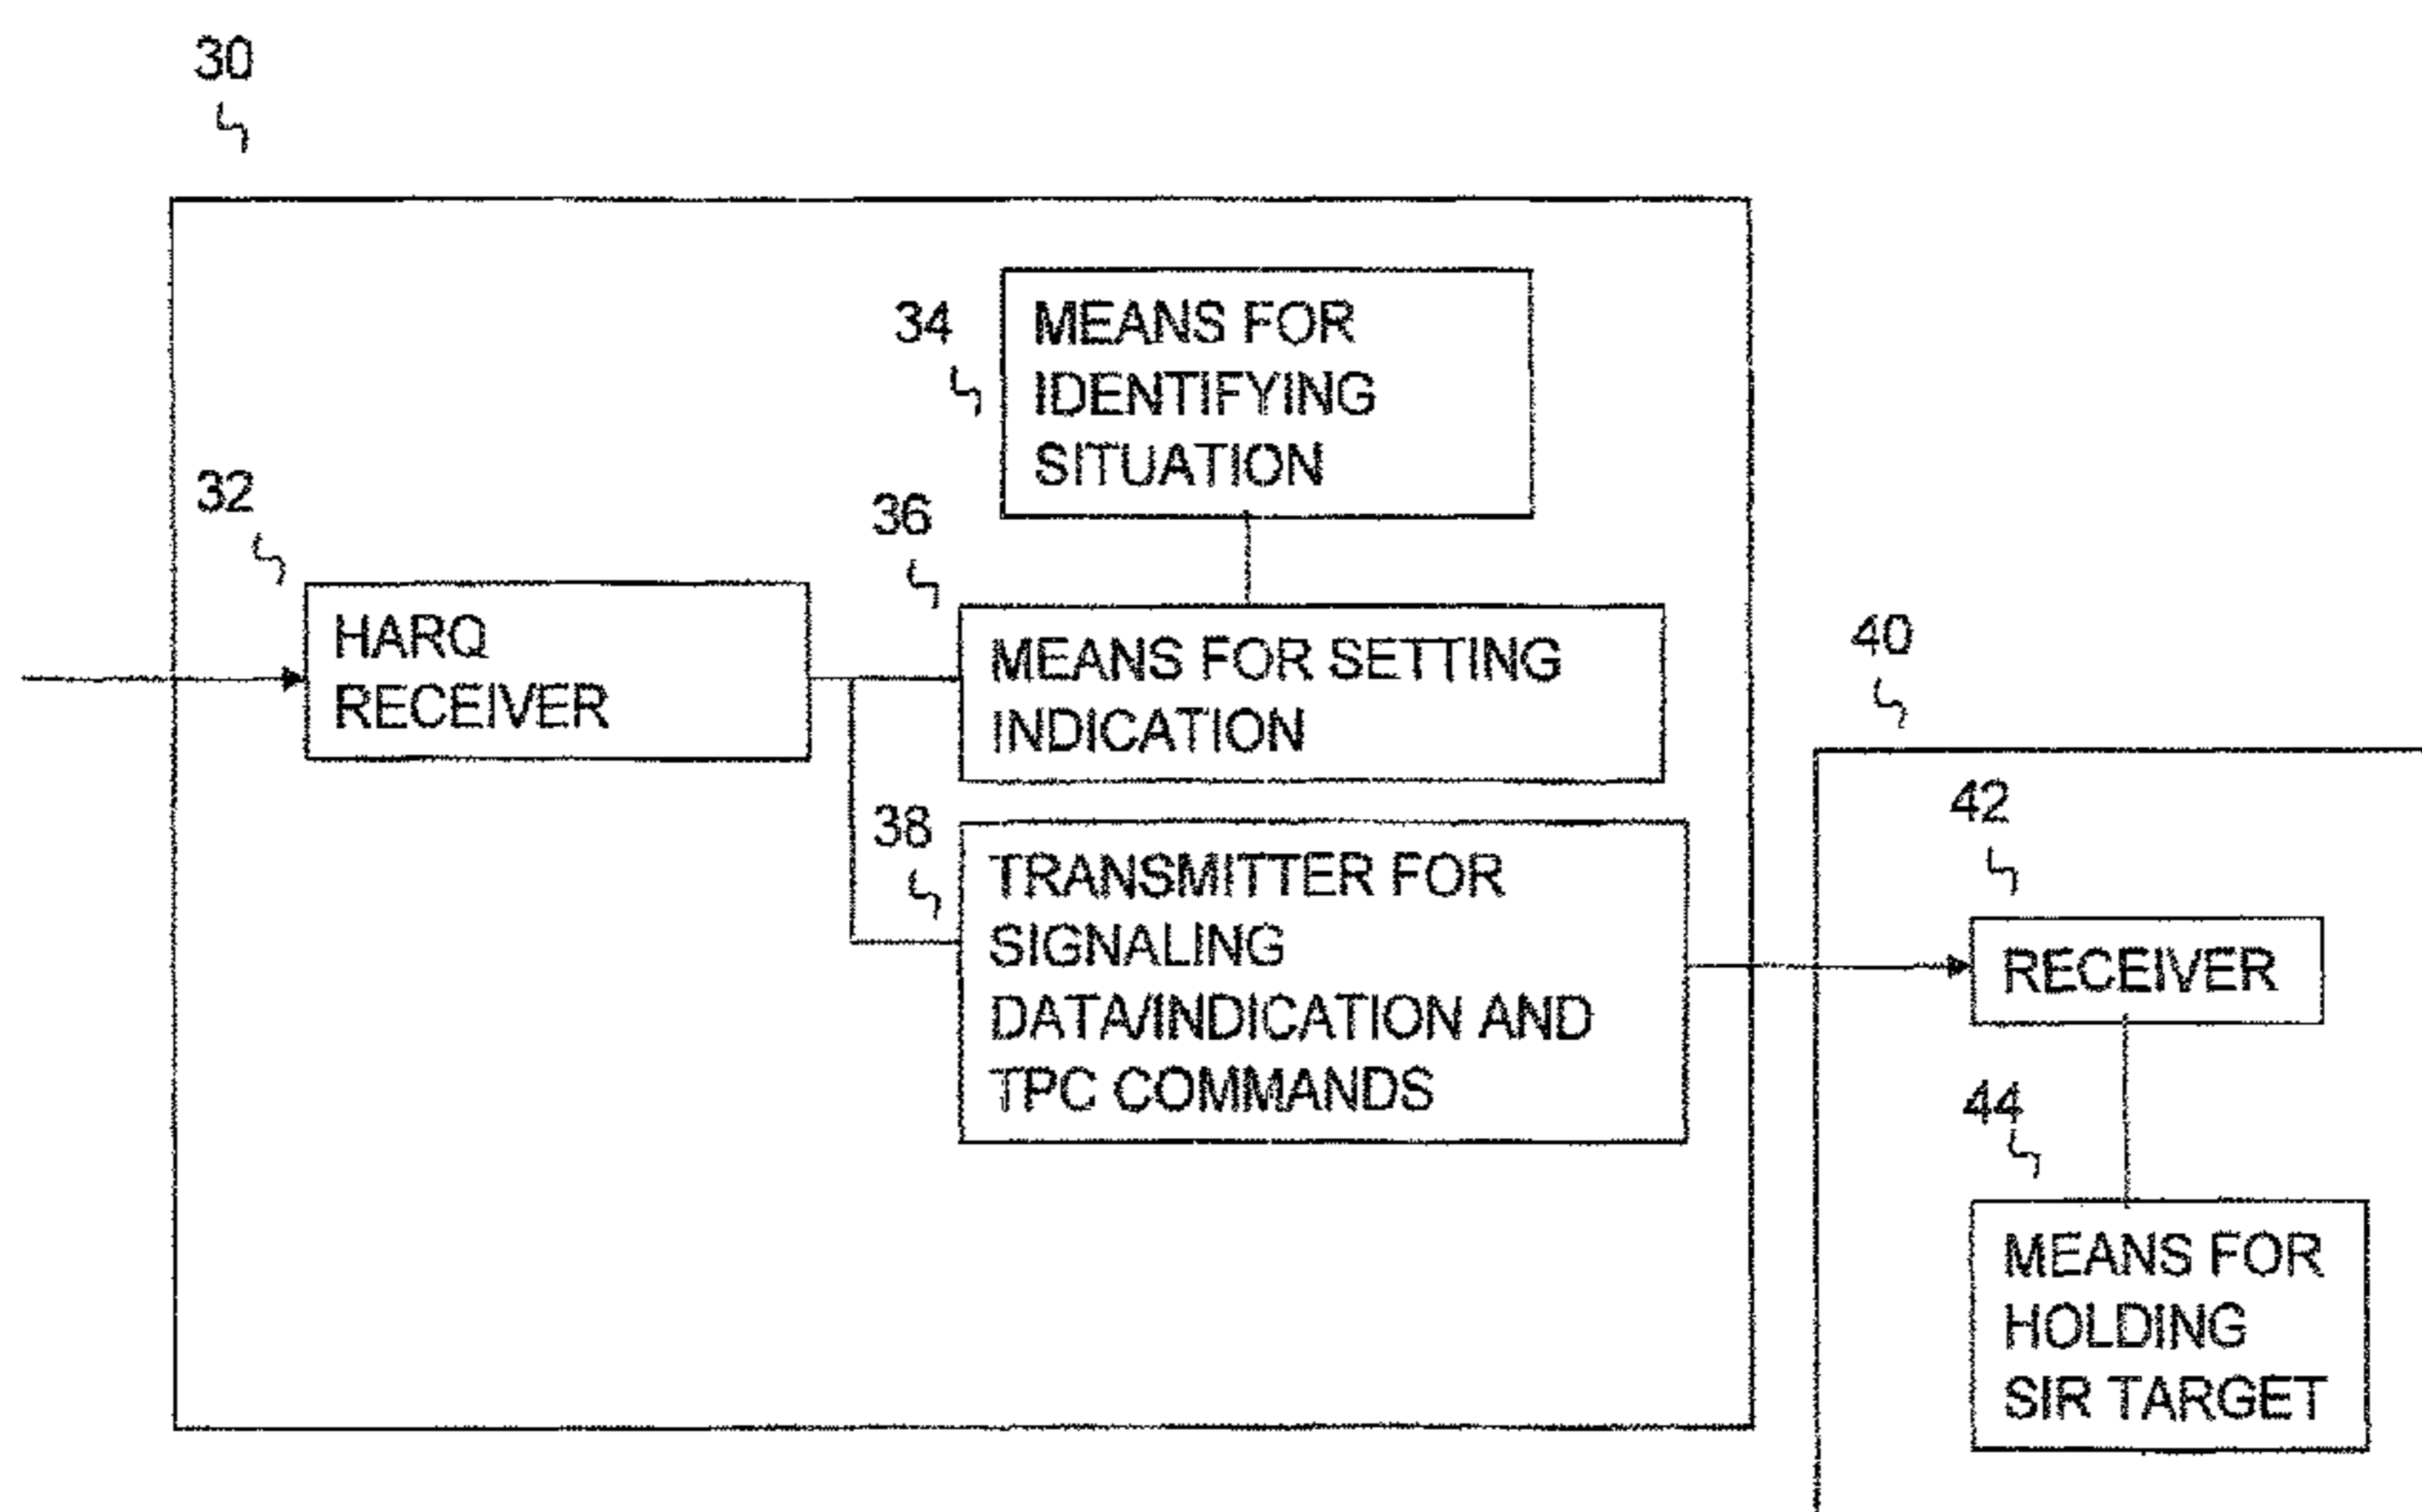 30
34
MEANS FOR
IDENTIFYING
SITUATION
32
HARQ
RECEIVER
36
MEANS FOR SETTING
INDICATION
38
TRANSMITTER FOR
SIGNALING
DATA/INDICATION AND
TPC COMMANDS
40
42
RECEIVER
44
MEANS FOR
HOLDING
SIR TARGET